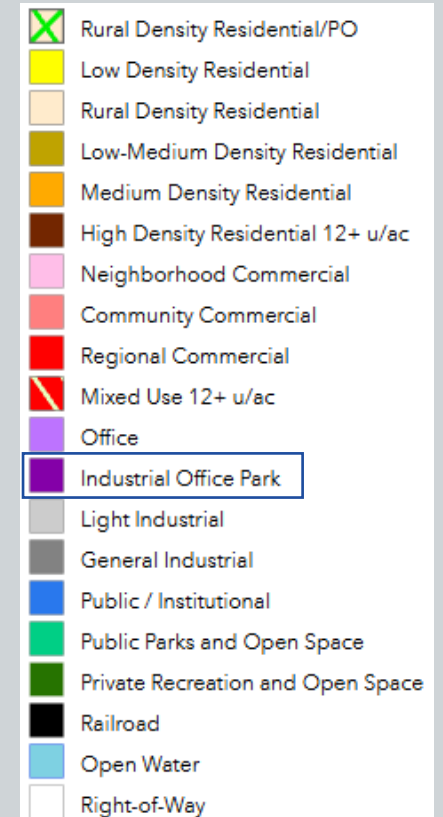 Rural Density Residential/PO
Low Density Residential
Rural Density Residential
Low-Medium Density Residential
Medium Density Residential
High Density Residential 12+ u/ac
Neighborhood Commercial
Community Commercial
Regional Commercial
Mixed Use 12+ u/ac
Office
Industrial Office Park
Light Industrial
General Industrial
Public / Institutional
Public Parks and Open Space
Private Recreation and Open Space
Railroad
Open Water
Right-of-Way